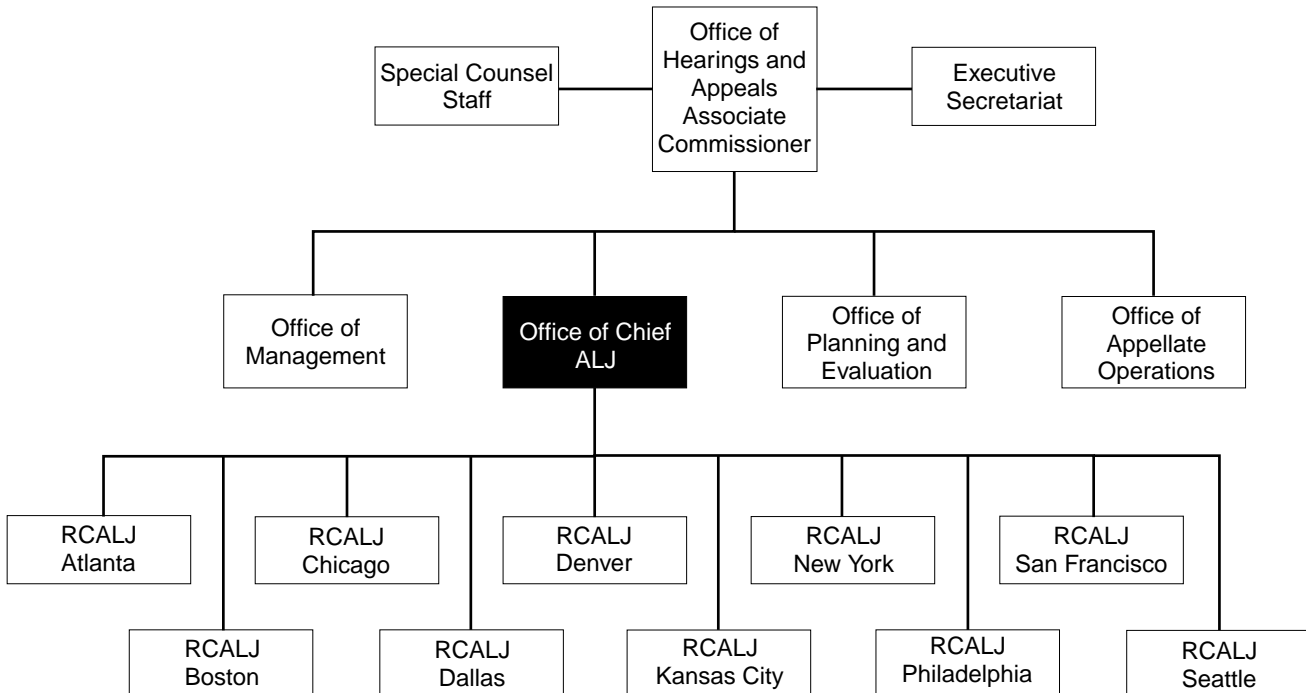 Special Counsel
Staff
Office of
Hearings and
Appeals
Associate
Commissioner
Executive
Secretariat
Office of
Management
Office of Chief
ALJ
Office of
Planning and
Evaluation
Office of
Appellate
Operations
RCALJ
Atlanta
RCALJ
Chicago
RCALJ
Denver
RCALJ
New York
RCALJ
San Francisco
RCALJ
Boston
RCALJ
Dallas
RCALJ
Kansas City
RCALJ
Philadelphia
RCALJ
Seattle